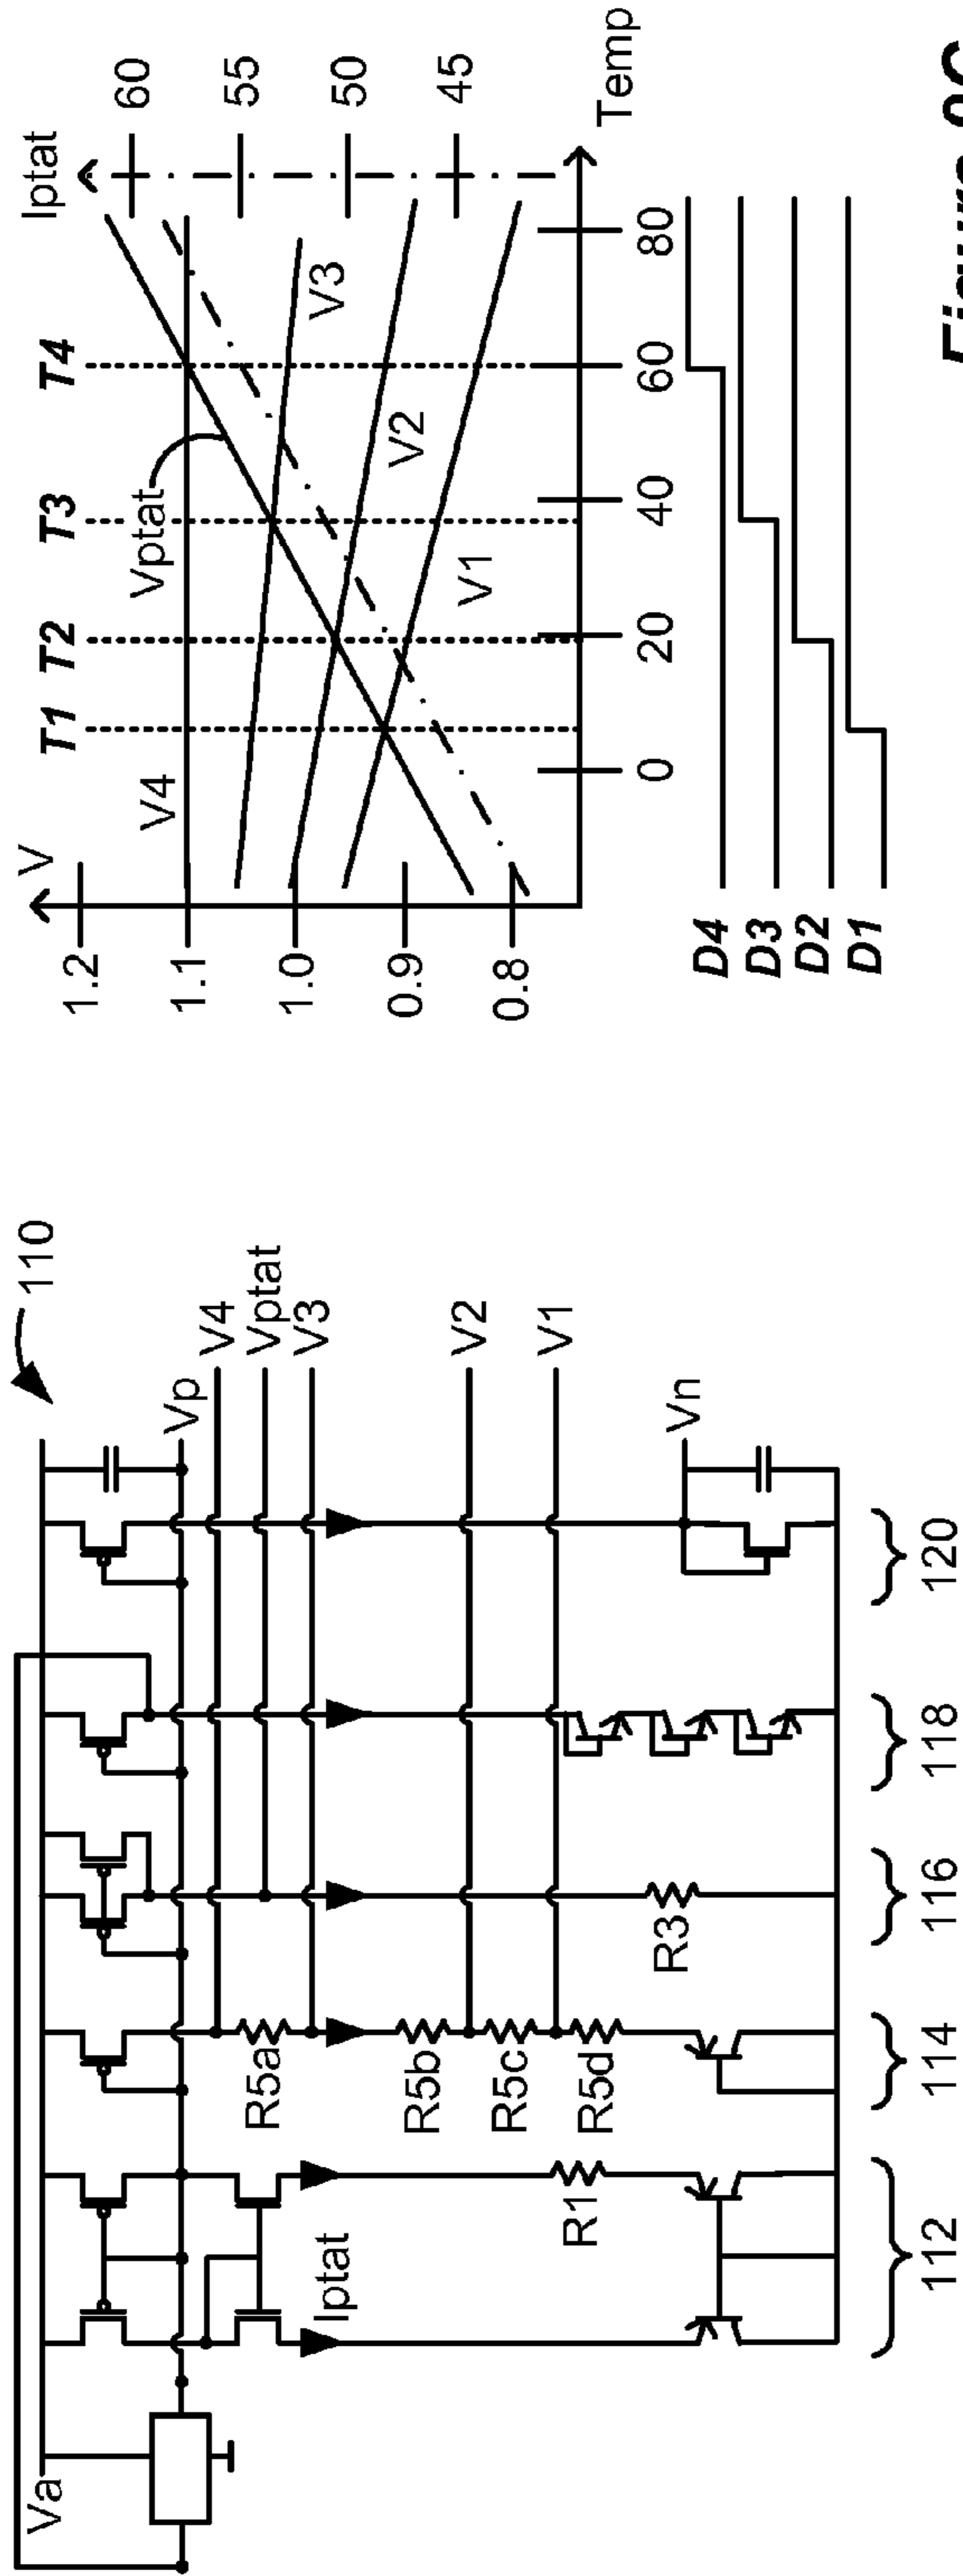 110
Va
Vp
V4
Vptat
V3
V2
V1
Vn
Iptat
R1
R5a
R5b
R5c
R5d
R3
112
114
116
118
120
V
1.2
1.1
1.0
0.9
0.8
T1
T2
T3
T4
Iptat
60
55
50
45
V4
Vptat
V3
V2
V1
0
20
40
60
80
Temp
D4
D3
D2
D1
Figure